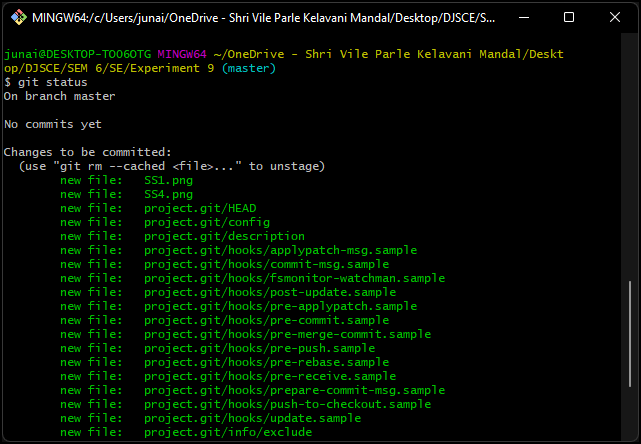 MINGW64:/c/Users/junai/OneDrive - Shri Vile Parle Kelavani Mandal/Desktop/DJSCE/S...
junai@DESKTOP-TOO6OTG MINGW64 ~/OneDrive - Shri Vile Parle Kelavani Mandal/Deskt
op/DJSCE/SEM 6/SE/Experiment 9 (master)
$ git status
On branch master
No commits yet
Changes to be committed:
(use "git rm --cached <file>..." to unstage)
new file: SS1.png
new file: SS4.png
new file: project.git/HEAD
new file: project.git/config
new file: project.git/description
new file: project.git/hooks/applypatch-msg.sample
new file: project.git/hooks/commit-msg.sample
new file: project.git/hooks/fsmonitor-watchman.sample
new file: project.git/hooks/post-update.sample
new file: project.git/hooks/pre-applypatch.sample
new file: project.git/hooks/pre-commit.sample
new file: project.git/hooks/pre-merge-commit.sample
new file: project.git/hooks/pre-push.sample
new file: project.git/hooks/pre-rebase.sample
new file: project.git/hooks/pre-receive.sample
new file: project.git/hooks/prepare-commit-msg.sample
new file: project.git/hooks/push-to-checkout.sample
new file: project.git/hooks/update.sample
new file: project.git/info/exclude